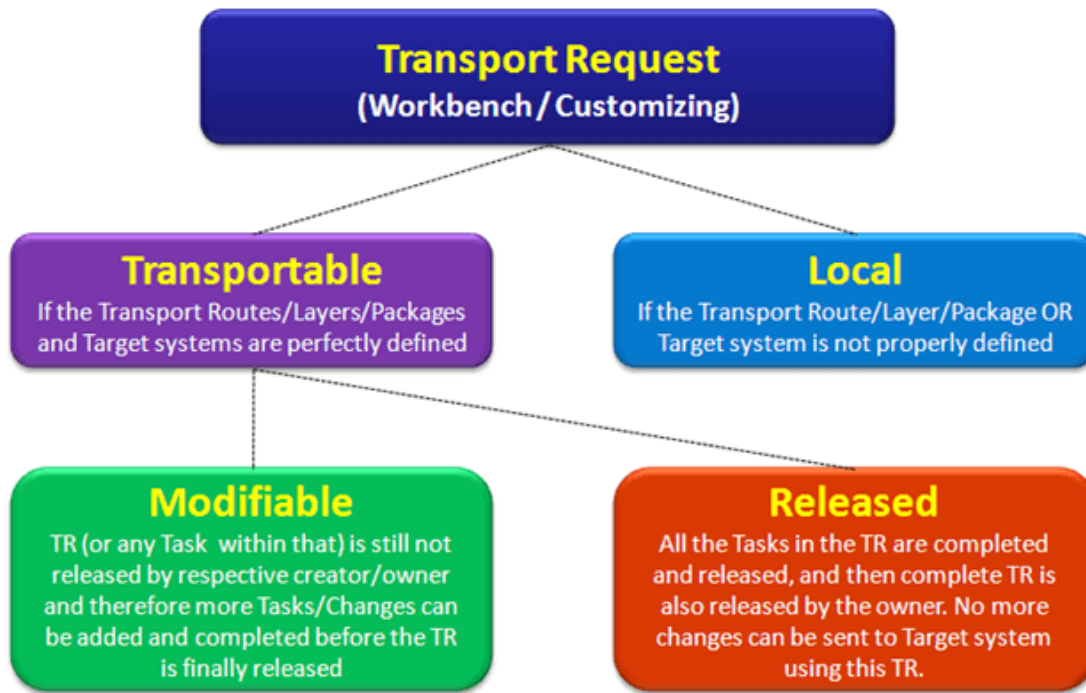 Transport Request
(Workbench / Customizing)
Transportable
If the Transport Routes/Layers/Packages
and Target systems are perfectly defined
Local
If the Transport Route/Layer/Package OR
Target system is not properly defined
Modifiable
TR (or any Task within that) is still not
released by respective creator/owner
and therefore more Tasks/Changes can
be added and completed before the TR
is finally released
Released
All the Tasks in the TR are completed
and released, and then complete TR is
also released by the owner. No more
changes can be sent to Target system
using this TR.